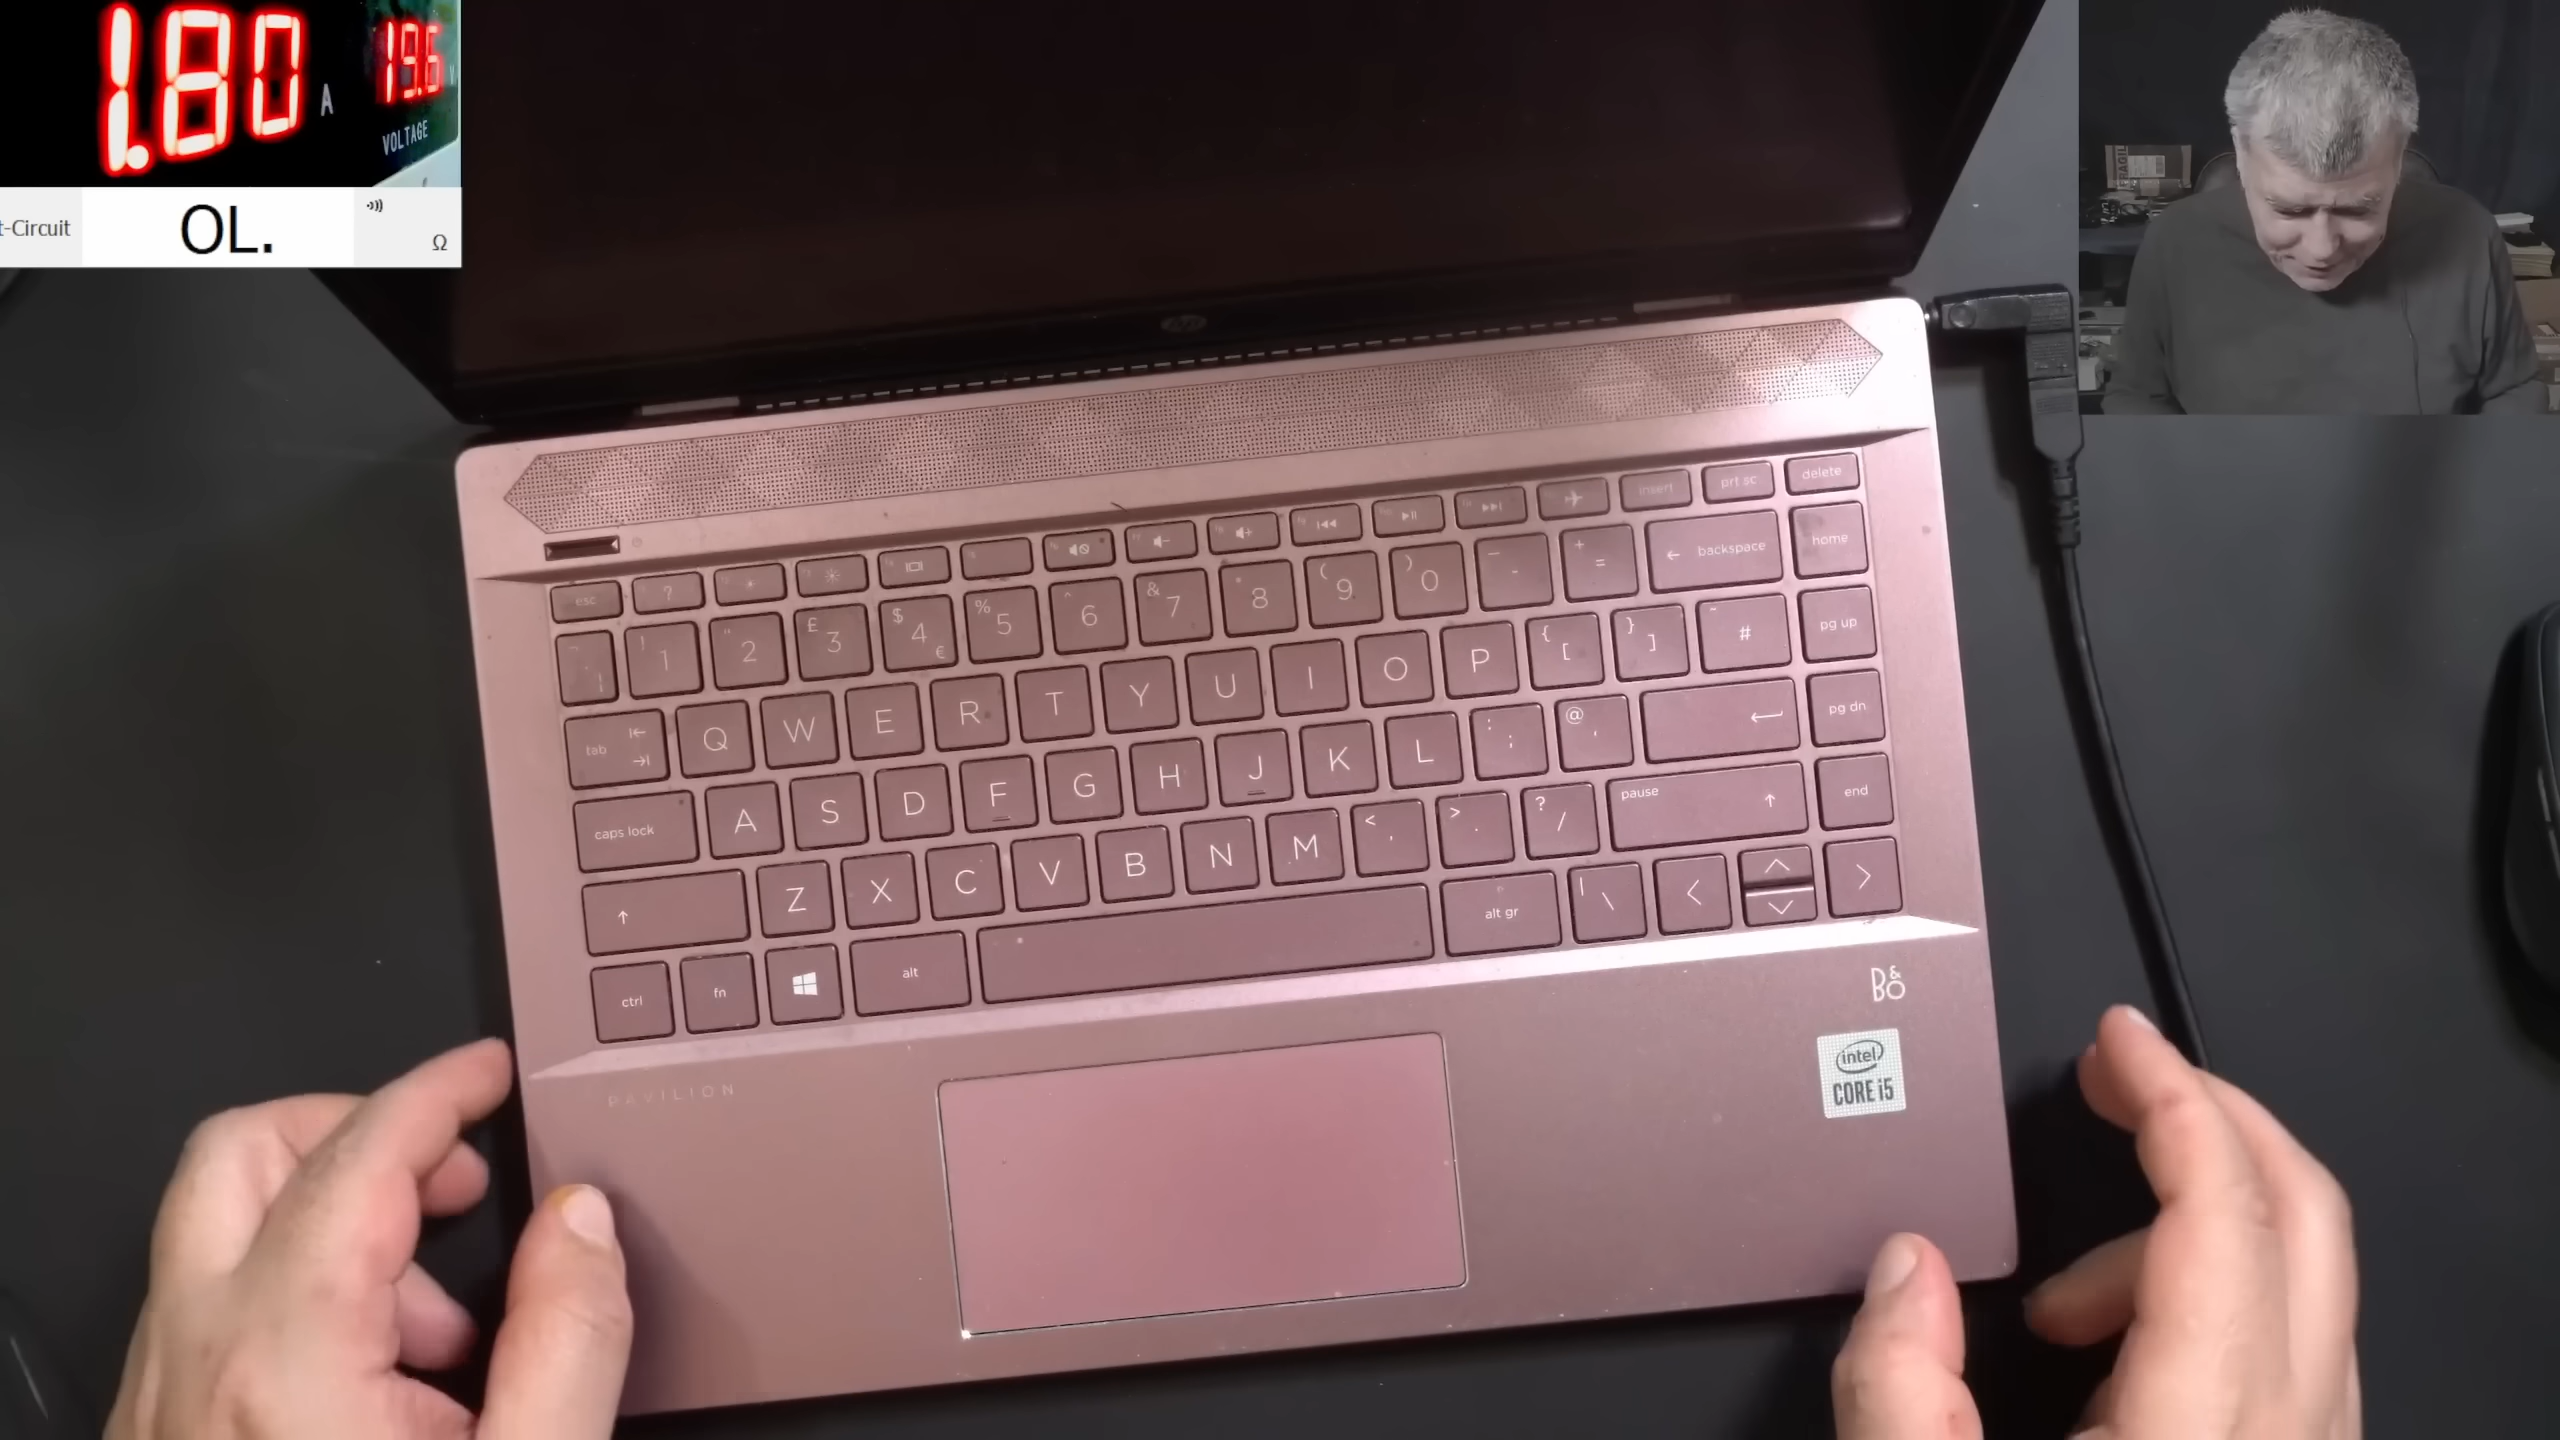 1.80 A 19.6 V
VOLTAGE
t-Circuit OL. Ω
FRAGIL
hp
esc ? insert prt sc delete
1 ! 2 " 3 £ 4 $ € 5 % 6 ^ 7 & 8 * 9 ( 0 ) - _ = + ← backspace home
tab Q W E R T Y U I O P { [ } ] ~ # pg up
caps lock A S D F G H J K L : ; @ ' pg dn
↑ Z X C V B N M < , > . ? / pause ↑ end
ctrl fn alt alt gr | \ < >
B&O
PAVILION
intel
CORE i5